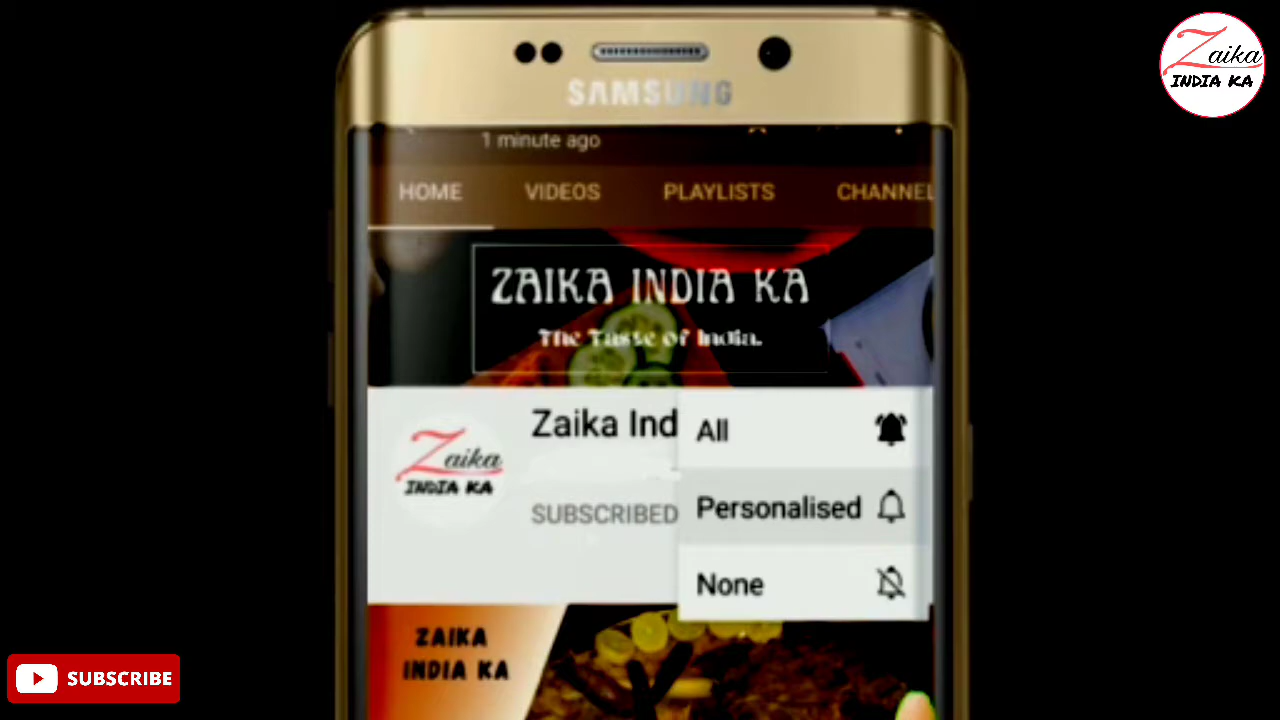 SAMSUNG
Zaika
INDIA KA
1 minute ago
HOME VIDEOS PLAYLISTS CHANNEL
ZAIKA INDIA KA
The Taste of India.
Zaika Ind
SUBSCRIBED
Zaika
INDIA KA
All
Personalised
None
ZAIKA
INDIA KA
SUBSCRIBE